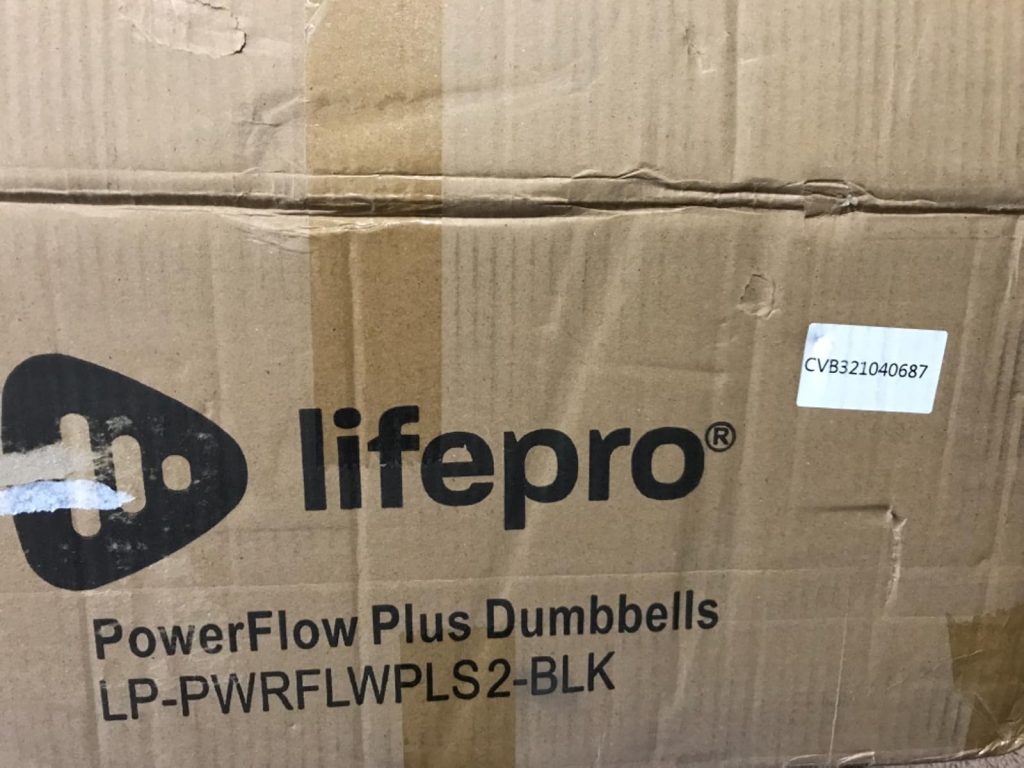 CVB321040687
lifepro®
PowerFlow Plus Dumbbells
LP-PWRFLWPLS2-BLK